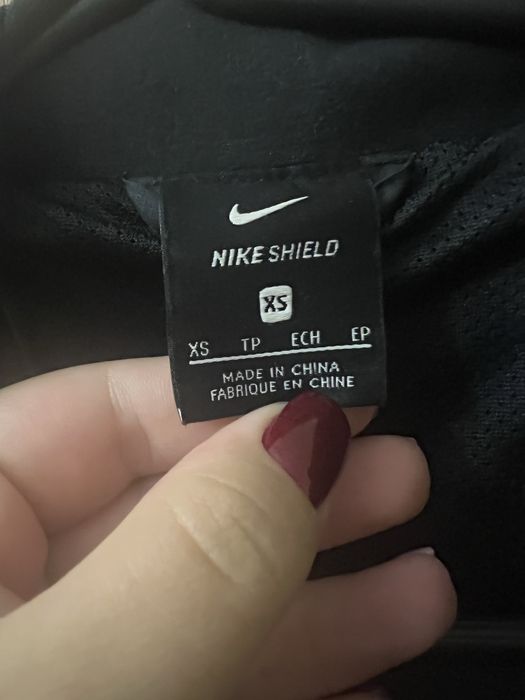 NIKE SHIELD
XS
XS TP ECH EP
MADE IN CHINA
FABRIQUE EN CHINE